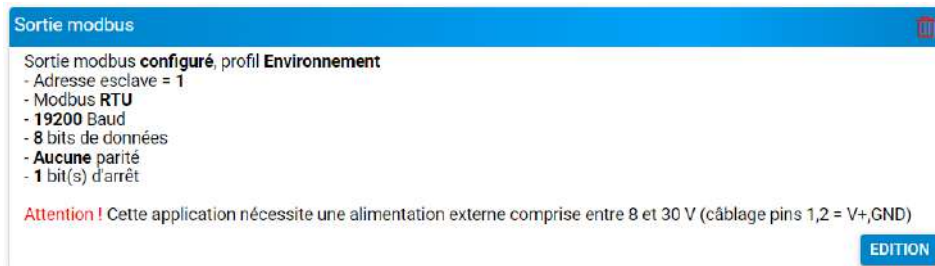 Sortie modbus
Sortie modbus configuré, profil Environnement
- Adresse esclave = 1
- Modbus RTU
- 19200 Baud
- 8 bits de données
- Aucune parité
- 1 bit(s) d'arrêt
Attention ! Cette application nécessite une alimentation externe comprise entre 8 et 30 V (câblage pins 1,2 = V+,GND)
EDITION